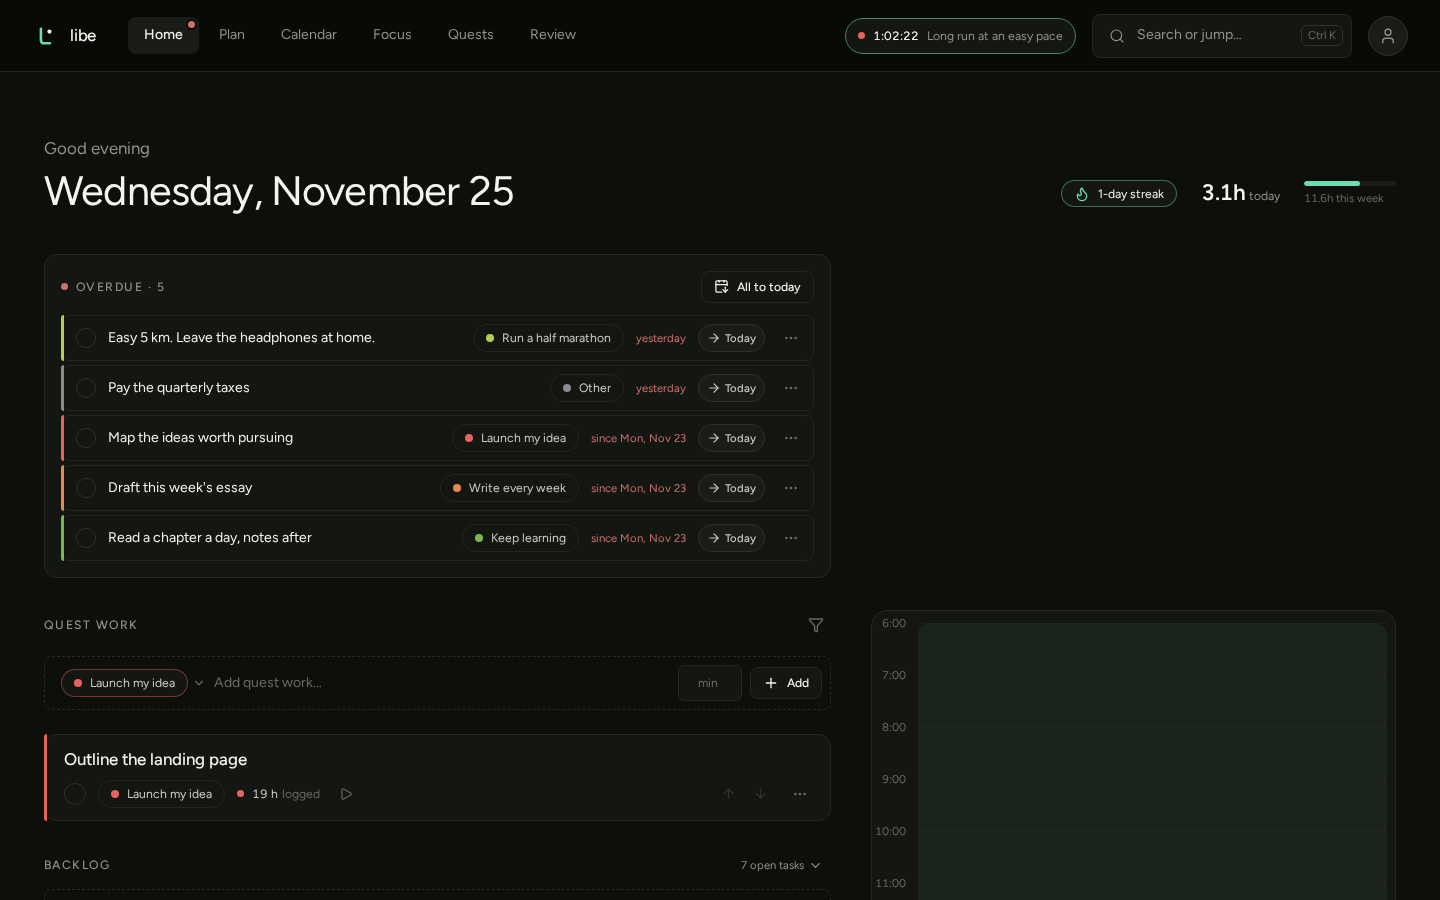 libe
Home
Plan
Calendar
Focus
Quests
Review
1:02:22 Long run at an easy pace
Search or jump...
Ctrl K
Good evening
Wednesday, November 25
1-day streak
3.1h today
11.6h this week
OVERDUE · 5
All to today
Easy 5 km. Leave the headphones at home.
Run a half marathon
yesterday
Today
Pay the quarterly taxes
Other
yesterday
Today
Map the ideas worth pursuing
Launch my idea
since Mon, Nov 23
Today
Draft this week's essay
Write every week
since Mon, Nov 23
Today
Read a chapter a day, notes after
Keep learning
since Mon, Nov 23
Today
QUEST WORK
Launch my idea
Add quest work...
min
Add
Outline the landing page
Launch my idea
19 h logged
BACKLOG
7 open tasks
6:00
7:00
8:00
9:00
10:00
11:00